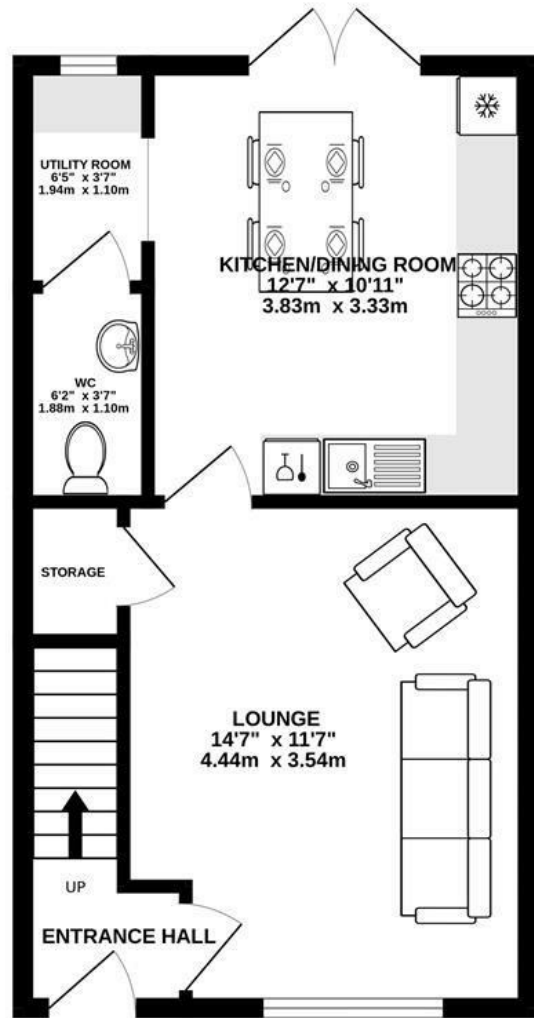 UTILITY ROOM
6'5" x 3'7"
1.94m x 1.10m
KITCHEN/DINING ROOM
12'7" x 10'11"
3.83m x 3.33m
WC
6'2" x 3'7"
1.88m x 1.10m
STORAGE
LOUNGE
14'7" x 11'7"
4.44m x 3.54m
UP
ENTRANCE HALL